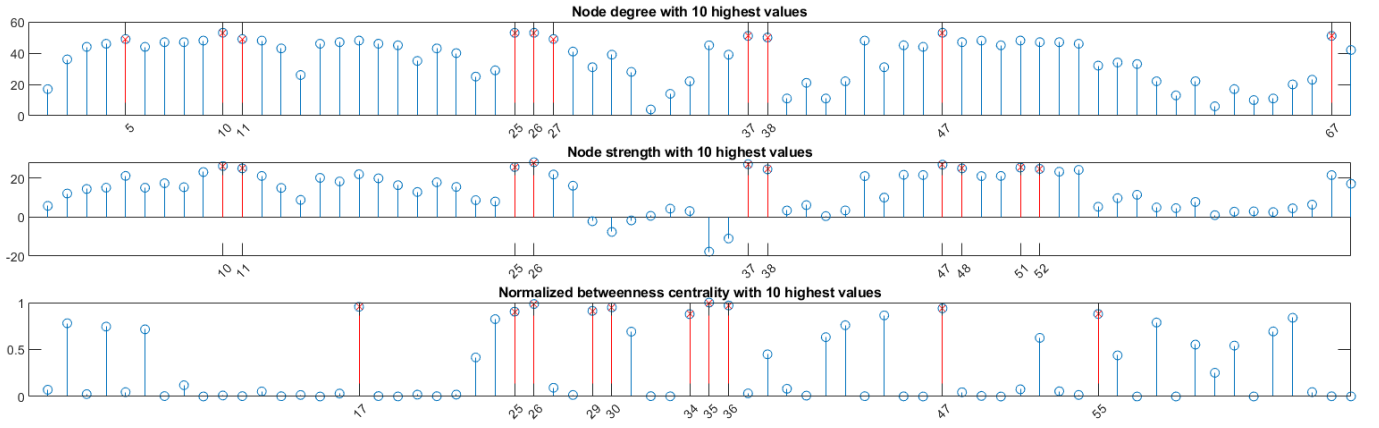 Node degree with 10 highest values
60
40
20
0
5 10 11 25 26 27 37 38 47 67
Node strength with 10 highest values
20
0
-20
10 11 25 26 37 38 47 48 51 52
Normalized betweenness centrality with 10 highest values
1
0.5
0
17 25 26 29 30 34 35 36 47 55